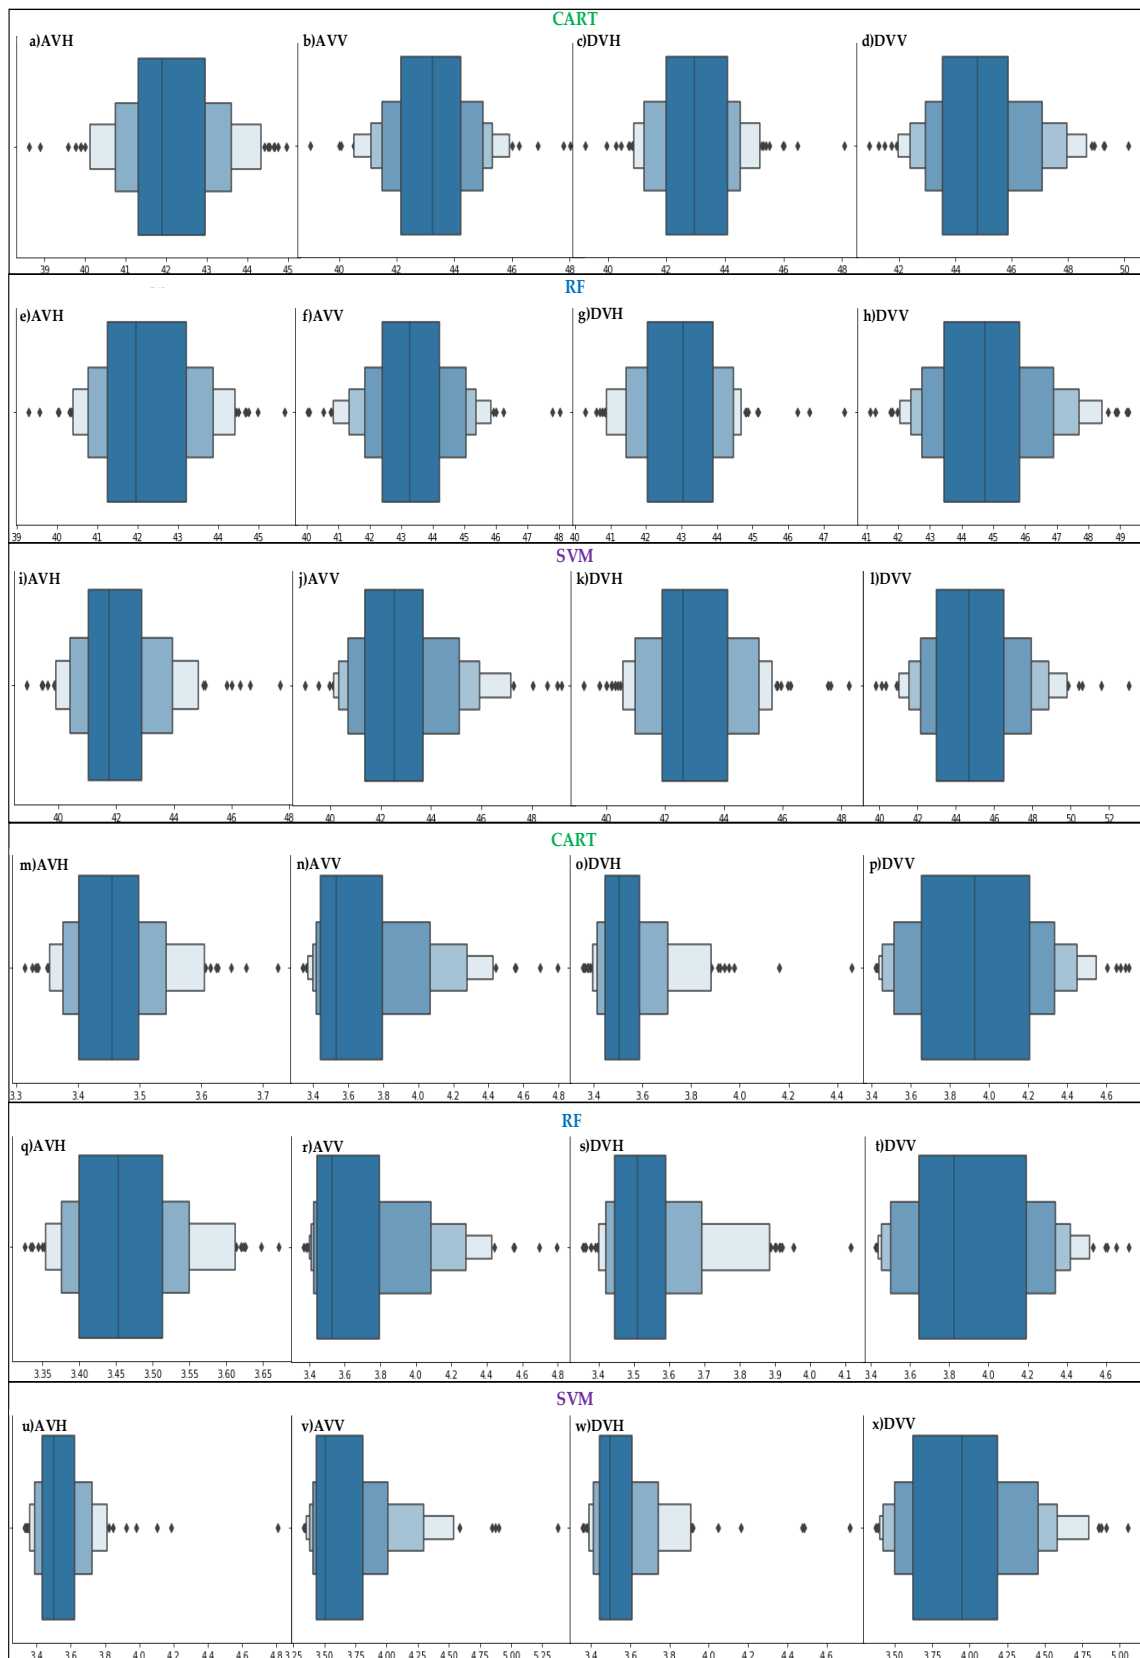 CART
a)AVH b)AVV c)DVH d)DVV
39 40 41 42 43 44 45 40 42 44 46 48 40 42 44 46 48 42 44 46 48 50
RF
e)AVH f)AVV g)DVH h)DVV
39 40 41 42 43 44 45 40 41 42 43 44 45 46 47 48 40 41 42 43 44 45 46 47 41 42 43 44 45 46 47 48 49
SVM
i)AVH j)AVV k)DVH l)DVV
40 42 44 46 48 40 42 44 46 48 40 42 44 46 48 40 42 44 46 48 50 52
CART
m)AVH n)AVV o)DVH p)DVV
3.3 3.4 3.5 3.6 3.7 3.4 3.6 3.8 4.0 4.2 4.4 4.6 4.8 3.4 3.6 3.8 4.0 4.2 4.4 3.4 3.6 3.8 4.0 4.2 4.4 4.6
RF
q)AVH r)AVV s)DVH t)DVV
3.35 3.40 3.45 3.50 3.55 3.60 3.65 3.4 3.6 3.8 4.0 4.2 4.4 4.6 4.8 3.4 3.5 3.6 3.7 3.8 3.9 4.0 4.1 3.4 3.6 3.8 4.0 4.2 4.4 4.6
SVM
u)AVH v)AVV w)DVH x)DVV
3.4 3.6 3.8 4.0 4.2 4.4 4.6 4.8 3.25 3.50 3.75 4.00 4.25 4.50 4.75 5.00 5.25 3.4 3.6 3.8 4.0 4.2 4.4 4.6 3.50 3.75 4.00 4.25 4.50 4.75 5.00